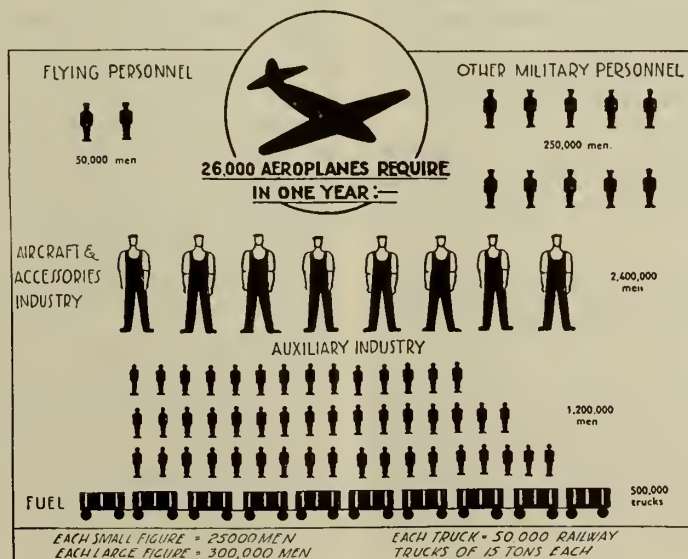 FLYING PERSONNEL
50,000 men
26,000 AEROPLANES REQUIRE
IN ONE YEAR:—
OTHER MILITARY PERSONNEL
250,000 men.
AIRCRAFT &
ACCESSORIES
INDUSTRY
2,400,000
men
AUXILIARY INDUSTRY
1,200,000
men
FUEL
500,000
trucks
EACH SMALL FIGURE = 25000 MEN
EACH LARGE FIGURE = 300,000 MEN
EACH TRUCK = 50,000 RAILWAY
TRUCKS OF 15 TONS EACH